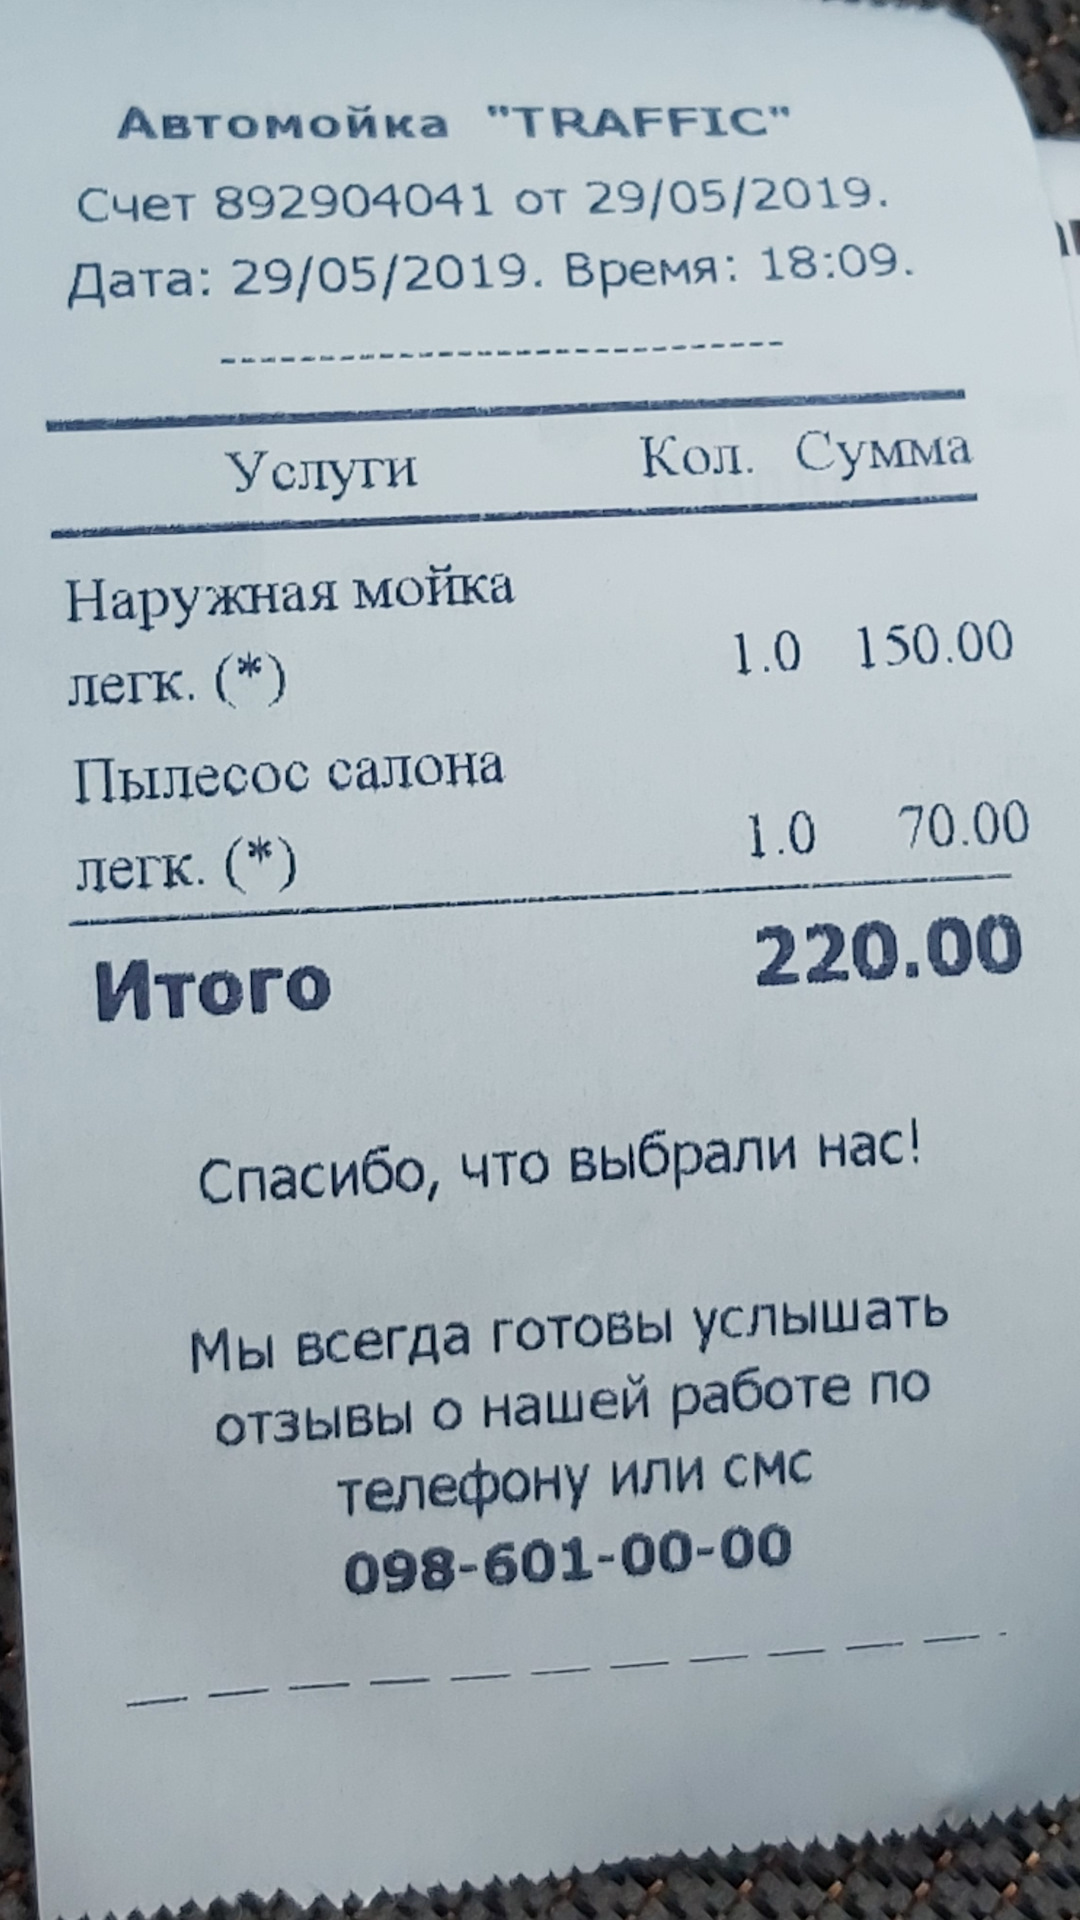 Автомойка "TRAFFIC"
Счет 892904041 от 29/05/2019.
Дата: 29/05/2019. Время: 18:09.
Услуги Кол. Сумма
Наружная мойка
легк. (*) 1.0 150.00
Пылесос салона
легк. (*) 1.0 70.00
Итого 220.00
Спасибо, что выбрали нас!
Мы всегда готовы услышать
отзывы о нашей работе по
телефону или смс
098-601-00-00